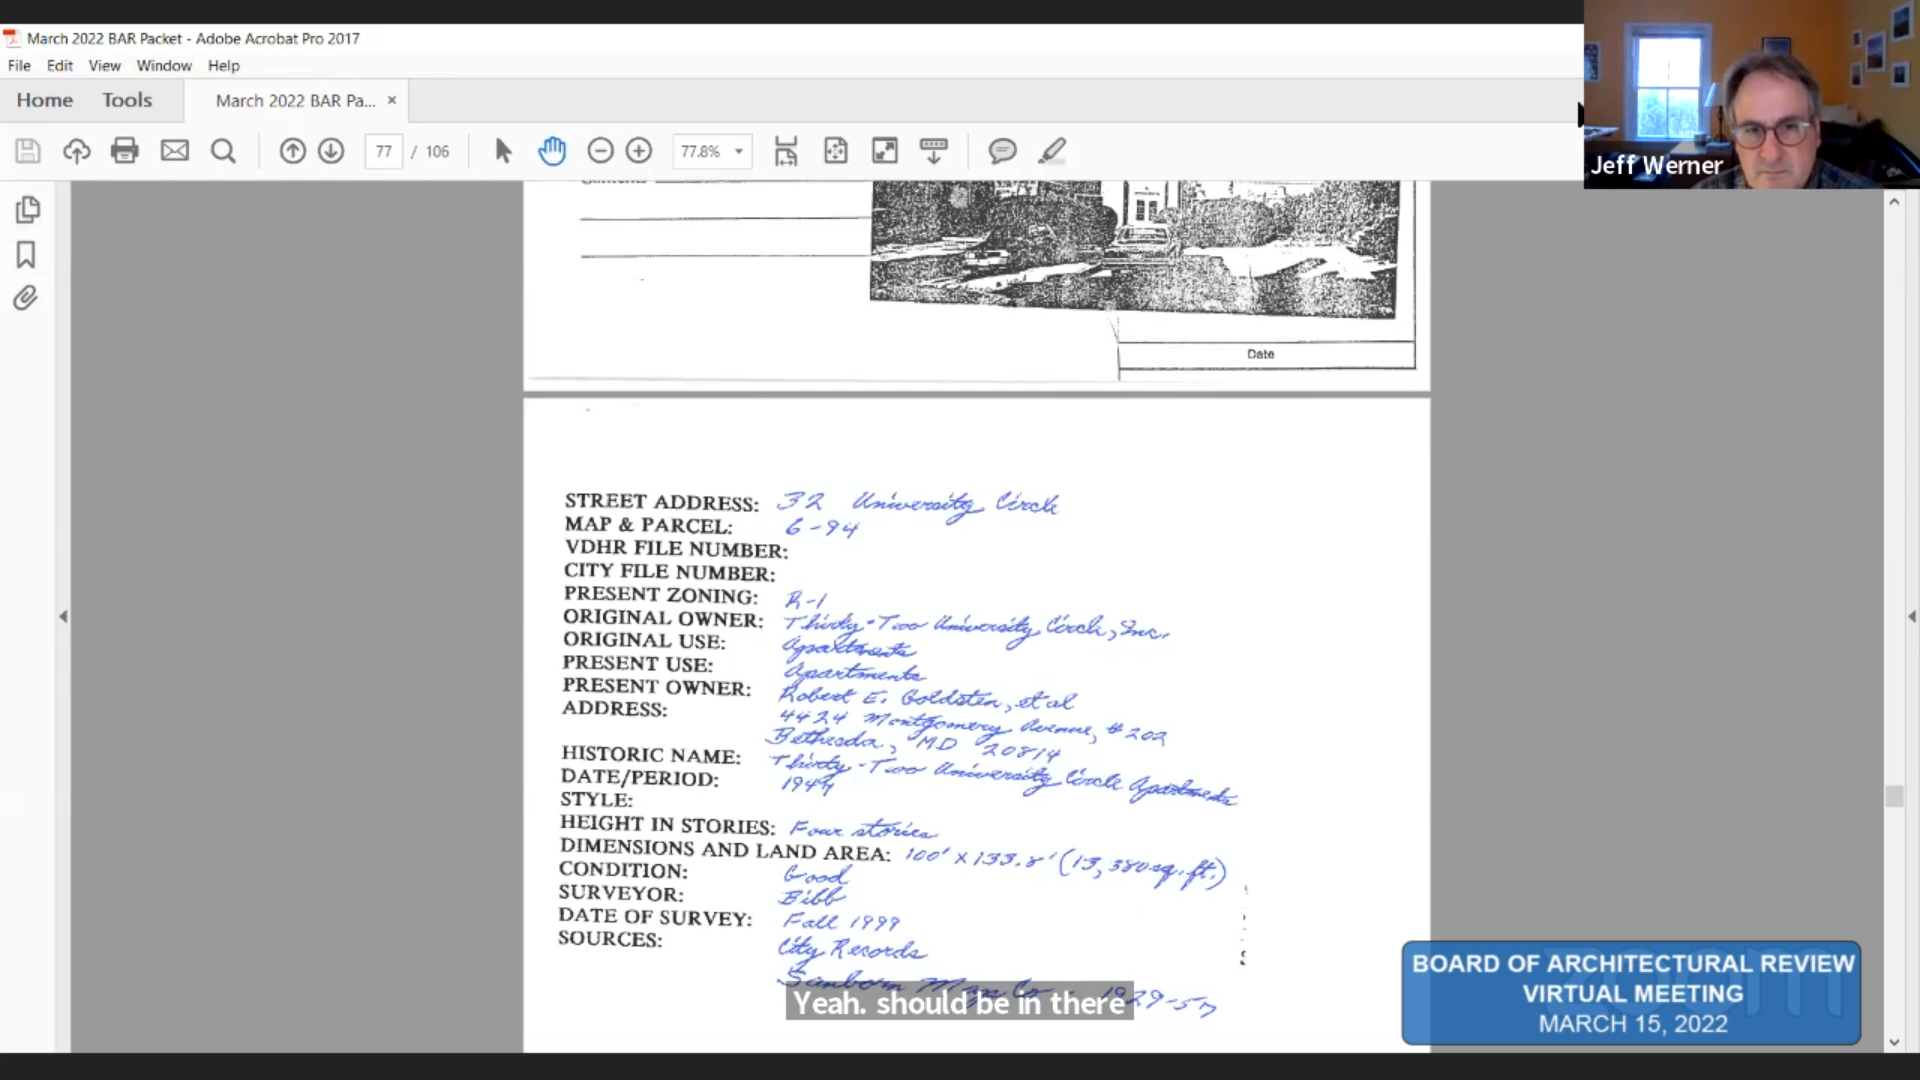 March 2022 BAR Packet - Adobe Acrobat Pro 2017
File Edit View Window Help
Home Tools March 2022 BAR Pa... ×
77 / 106 77.8%
Jeff Werner
Date
STREET ADDRESS: 32 University Circle
MAP & PARCEL: 6-94
VDHR FILE NUMBER:
CITY FILE NUMBER:
PRESENT ZONING: R-1
ORIGINAL OWNER: Thirty-Two University Circle, Inc.
ORIGINAL USE: Apartments
PRESENT USE: Apartments
PRESENT OWNER: Robert E. Goldsten, et al
ADDRESS: 4424 Montgomery Avenue, #202
Bethesda, MD 20814
HISTORIC NAME: Thirty-Two University Circle Apartments
DATE/PERIOD:
STYLE:
HEIGHT IN STORIES: Four stories
DIMENSIONS AND LAND AREA: 100' X 133.8' (13,380 sq. ft.)
CONDITION: Good
SURVEYOR: Bibb
DATE OF SURVEY: Fall 1999
SOURCES: City Records
Sanborn Map Co. - 1929-57
Yeah. should be in there
BOARD OF ARCHITECTURAL REVIEW
VIRTUAL MEETING
MARCH 15, 2022